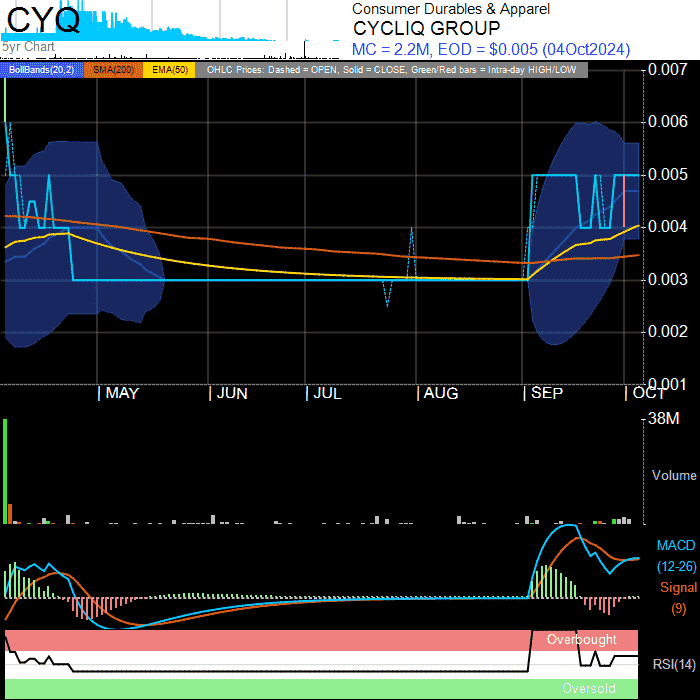 CYQ
Consumer Durables & Apparel
CYCLIQ GROUP
5yr Chart
MC = 2.2M, EOD = $0.005 (04Oct2024)
BollBands(20,2) SMA(200) EMA(50) OHLC Prices: Dashed = OPEN, Solid = CLOSE, Green/Red bars = Intra-day HIGH/LOW
0.007
0.006
0.005
0.004
0.003
0.002
0.001
MAY JUN JUL AUG SEP OCT
38M
Volume
MACD
(12-26)
Signal
(9)
Overbought
RSI(14)
Oversold